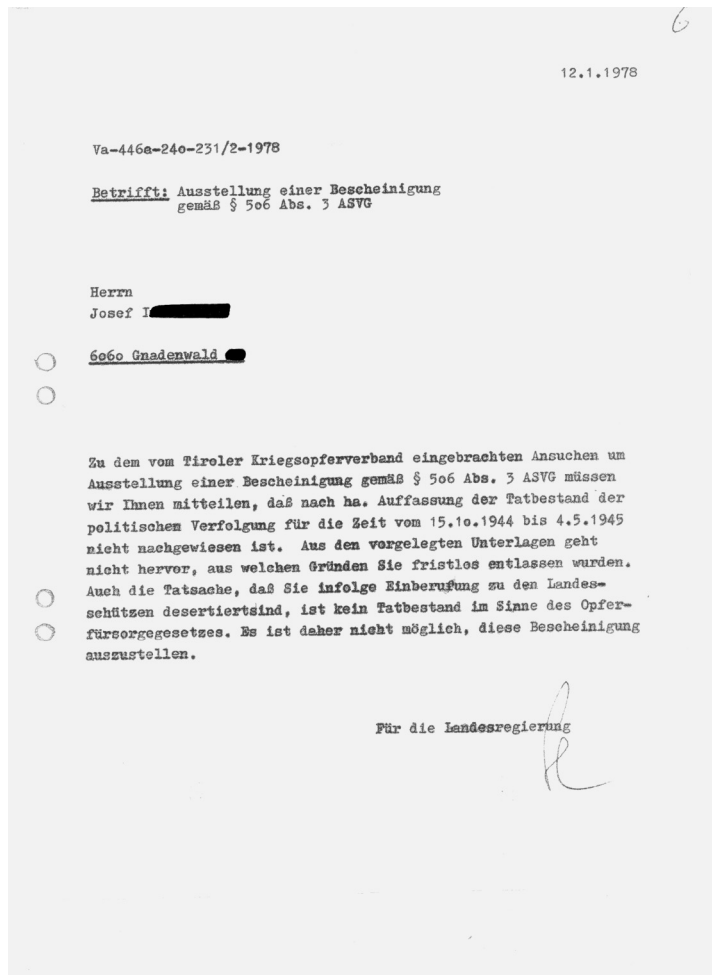 6
12.1.1978
Va-446a-24o-231/2-1978
Betrifft: Ausstellung einer Bescheinigung
gemäß § 5o6 Abs. 3 ASVG
Herrn
Josef I
6o6o Gnadenwald
Zu dem vom Tiroler Kriegsopferverband eingebrachten Ansuchen um
Ausstellung einer Bescheinigung gemäß § 5o6 Abs. 3 ASVG müssen
wir Ihnen mitteilen, daß nach ha. Auffassung der Tatbestand der
politischen Verfolgung für die Zeit vom 15.1o.1944 bis 4.5.1945
nicht nachgewiesen ist. Aus den vorgelegten Unterlagen geht
nicht hervor, aus welchen Gründen Sie fristlos entlassen wurden.
Auch die Tatsache, daß Sie infolge Einberufung zu den Landes-
schützen desertiertsind, ist kein Tatbestand im Sinne des Opfer-
fürsorgegesetzes. Es ist daher nicht möglich, diese Bescheinigung
auszustellen.
Für die Landesregierung